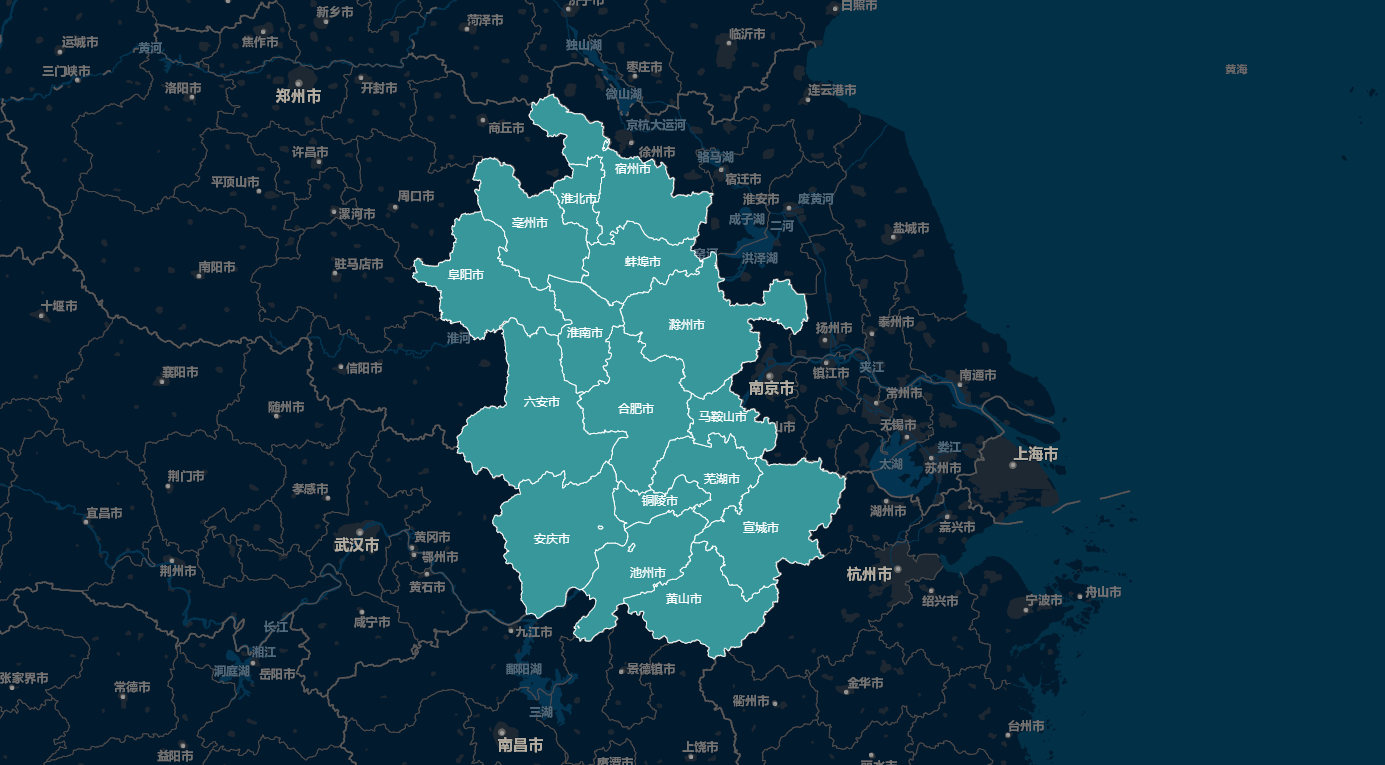 济宁市
日照市
新乡市
菏泽市
运城市
焦作市
临沂市
黄河
独山湖
三门峡市
枣庄市
黄海
洛阳市
开封市
微山湖
连云港市
郑州市
商丘市
京杭大运河
许昌市
徐州市
骆马湖
宿州市
平顶山市
宿迁市
周口市
淮北市
淮安市
废黄河
漯河市
亳州市
成子湖
二河
盐城市
驻马店市
蚌埠市
洪泽湖
南阳市
阜阳市
十堰市
滁州市
扬州市
泰州市
淮河
淮南市
信阳市
夹江
襄阳市
镇江市
南通市
南京市
常州市
六安市
合肥市
随州市
马鞍山市
山市
无锡市
娄江
上海市
太湖
苏州市
荆门市
芜湖市
孝感市
铜陵市
湖州市
宜昌市
宣城市
嘉兴市
黄冈市
安庆市
武汉市
鄂州市
荆州市
池州市
杭州市
黄石市
舟山市
黄山市
绍兴市
宁波市
咸宁市
长江
九江市
湘江
洞庭湖
岳阳市
鄱阳湖
景德镇市
张家界市
常德市
金华市
衢州市
三湖
台州市
南昌市
上饶市
益阳市
鹰潭市
丽水市